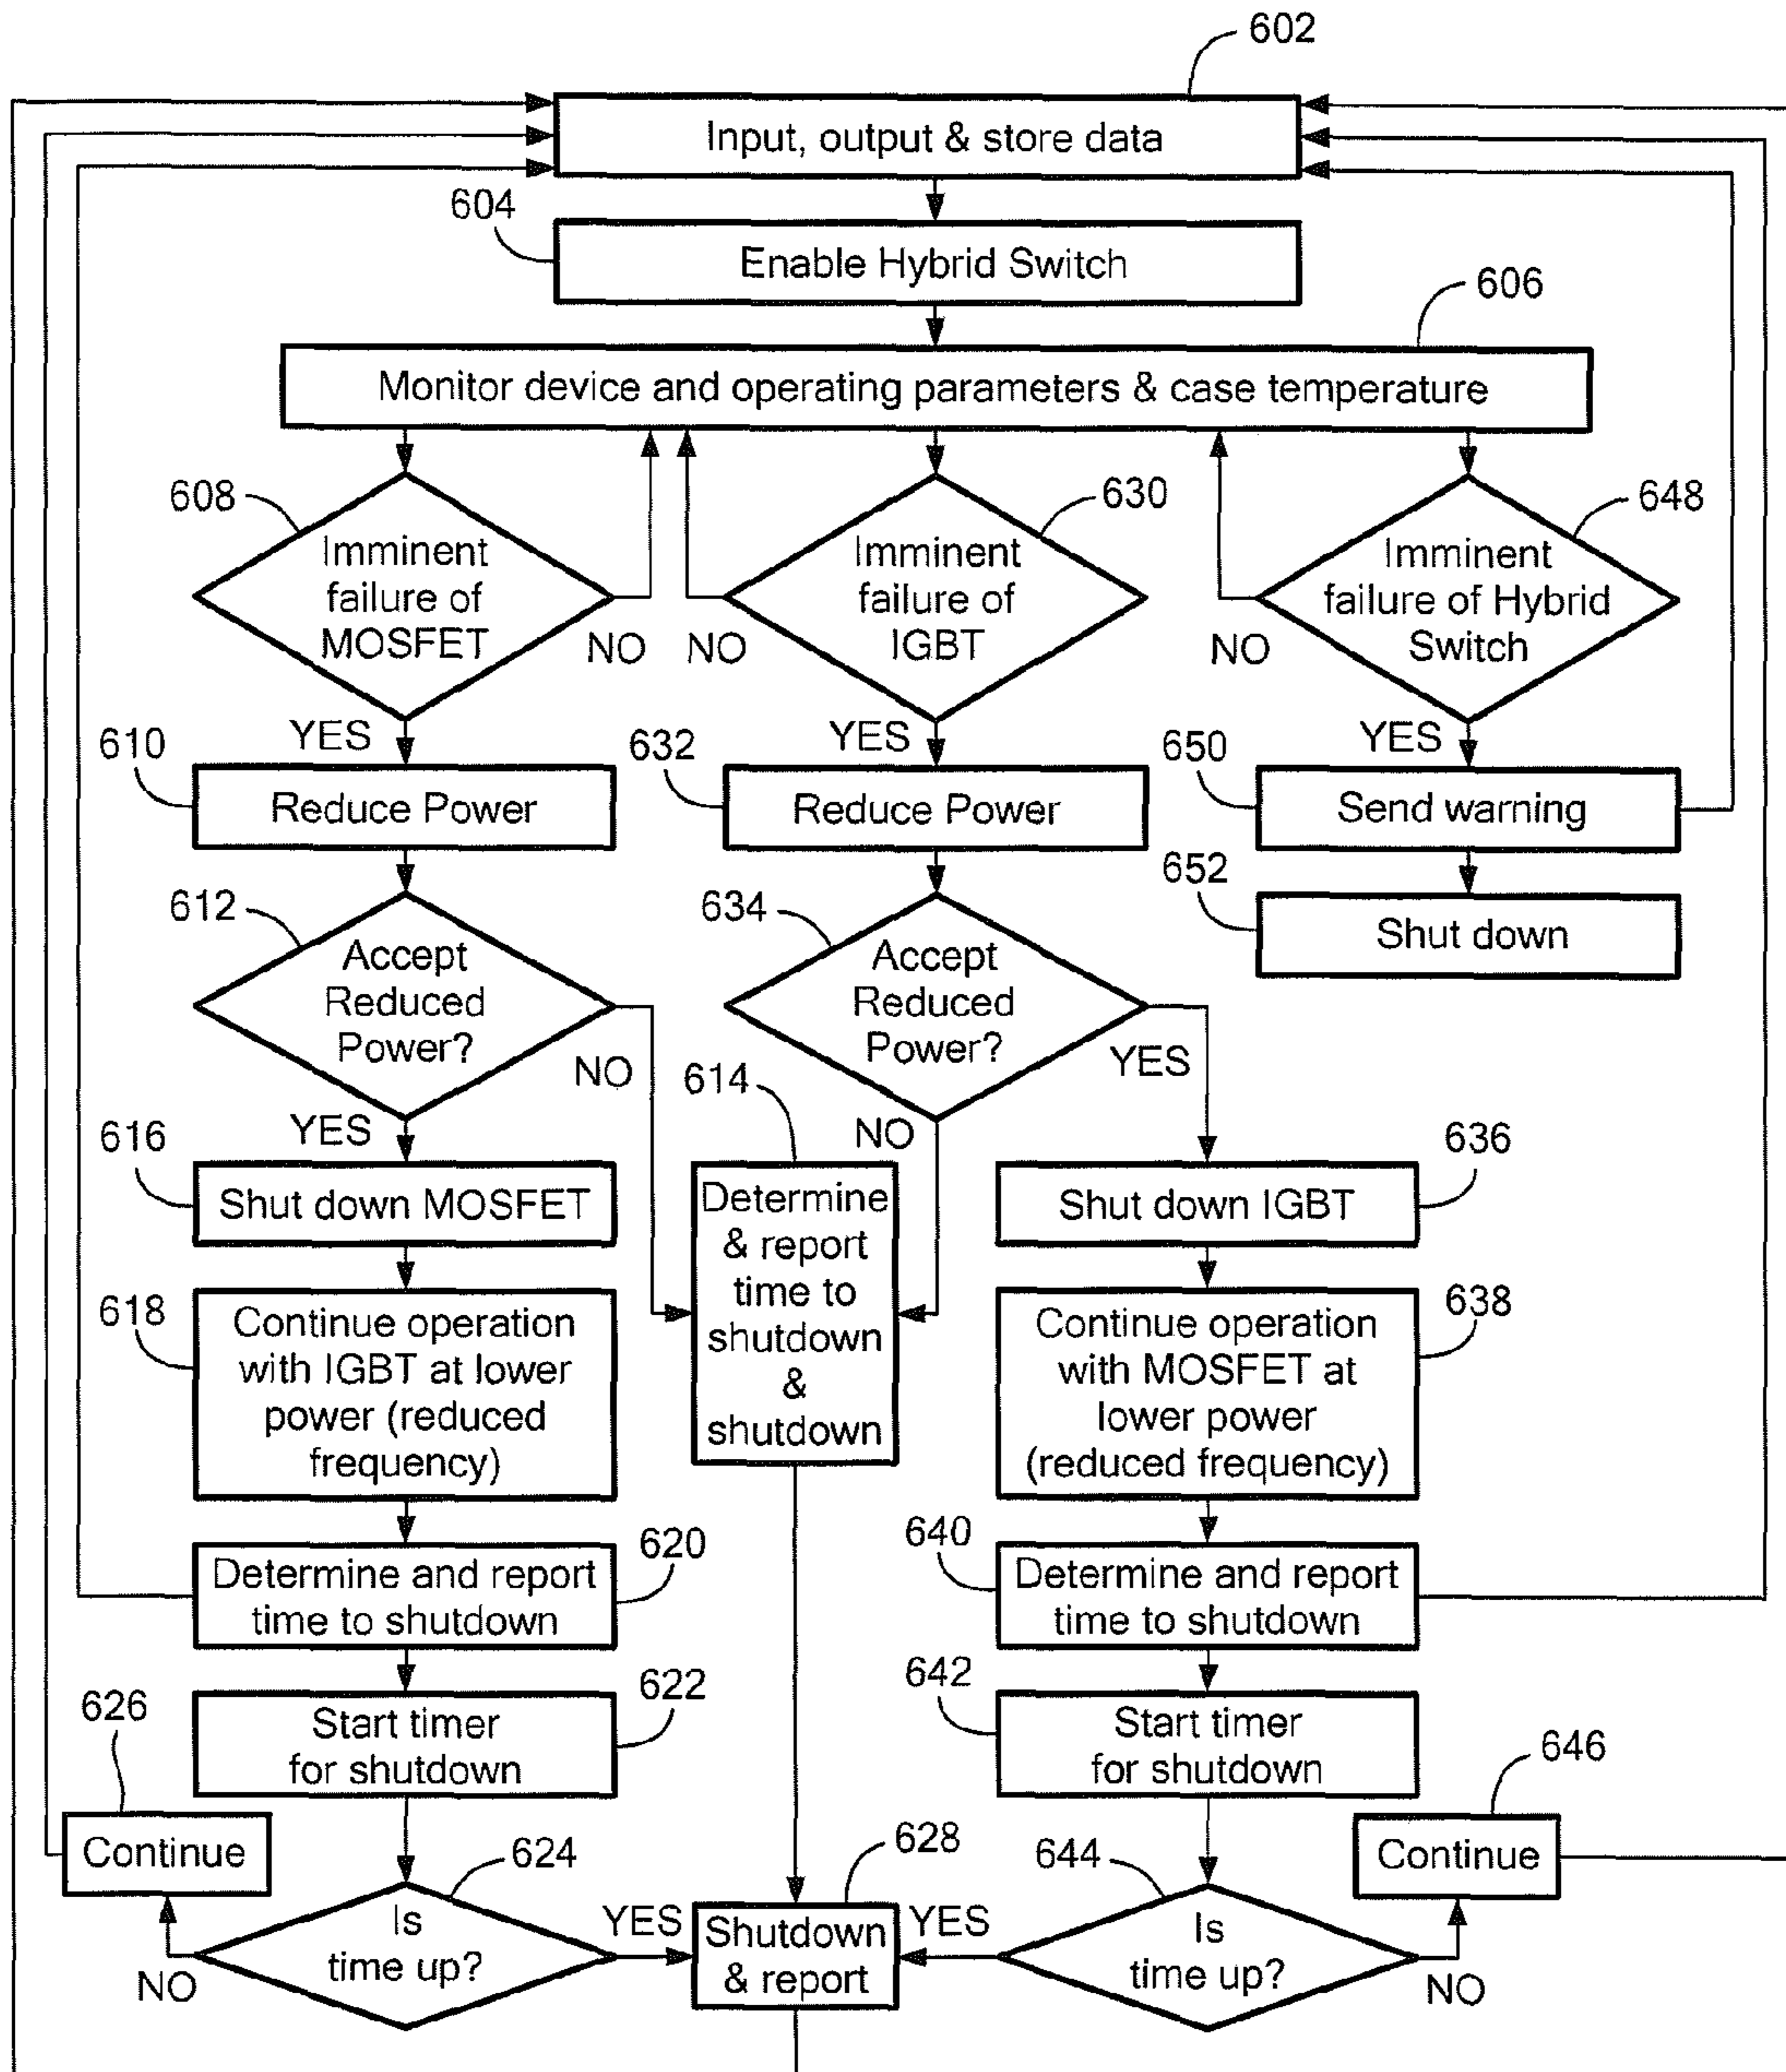 602
Input, output & store data
604
Enable Hybrid Switch
606
Monitor device and operating parameters & case temperature
608
Imminent
failure of
MOSFET
NO
YES
630
Imminent
failure of
IGBT
NO
YES
648
Imminent
failure of Hybrid
Switch
NO
YES
610
Reduce Power
632
Reduce Power
650
Send warning
652
Shut down
612
Accept
Reduced
Power?
NO
YES
634
Accept
Reduced
Power?
YES
NO
614
Determine
& report
time to
shutdown
&
shutdown
616
Shut down MOSFET
636
Shut down IGBT
618
Continue operation
with IGBT at lower
power (reduced
frequency)
638
Continue operation
with MOSFET at
lower power
(reduced frequency)
620
Determine and report
time to shutdown
640
Determine and report
time to shutdown
622
Start timer
for shutdown
642
Start timer
for shutdown
626
Continue
646
Continue
624
Is
time up?
NO
YES
628
Shutdown
& report
644
Is
time up?
YES
NO